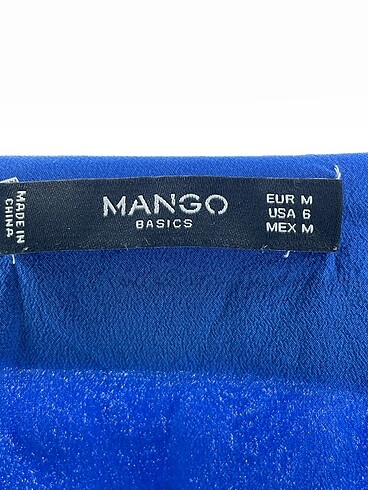 MADE IN
CHINA
MANGO
BASICS
EUR M
USA 6
MEX M